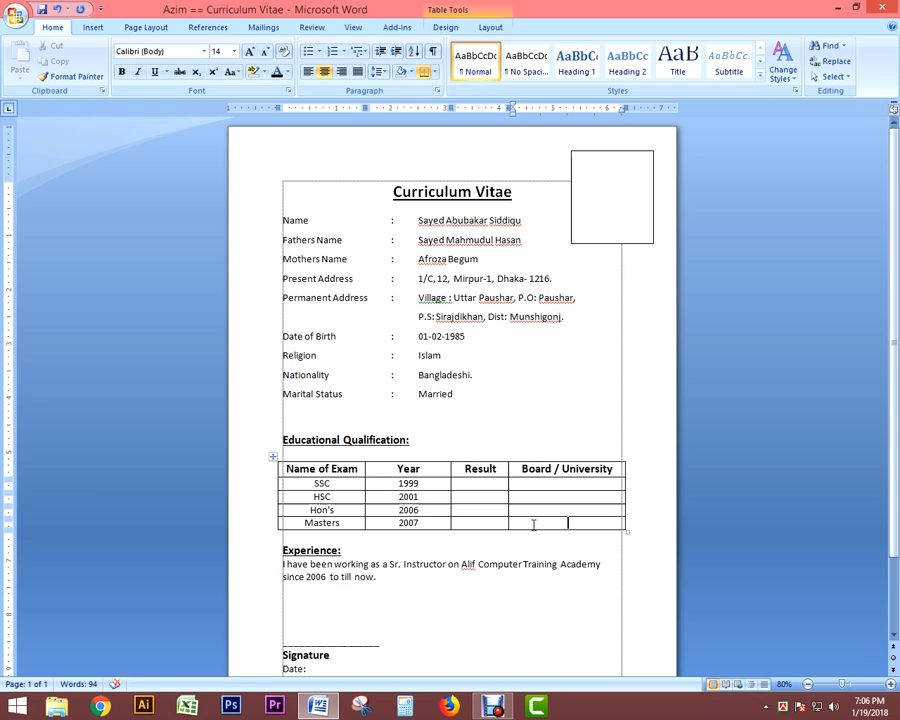 Azim == Curriculum Vitae - Microsoft Word
Table Tools
Home Insert Page Layout References Mailings Review View Add-Ins Design Layout
Cut
Copy
Paste
Format Painter
Calibri (Body) 14
AaBbCcDc AaBbCcDc AaBbC AaBbCc AaB AaBbCc.
¶ Normal ¶ No Spaci... Heading 1 Heading 2 Title Subtitle
Change Styles
Find
Replace
Select
Clipboard Font Paragraph Styles Editing
Curriculum Vitae
Name : Sayed Abubakar Siddiqu
Fathers Name : Sayed Mahmudul Hasan
Mothers Name : Afroza Begum
Present Address : 1/C,12, Mirpur-1, Dhaka- 1216.
Permanent Address : Village : Uttar Paushar, P.O: Paushar,
P.S: Sirajdikhan, Dist: Munshigonj.
Date of Birth : 01-02-1985
Religion : Islam
Nationality : Bangladeshi.
Marital Status : Married
Educational Qualification:
Name of Exam Year Result Board / University
SSC 1999
HSC 2001
Hon's 2006
Masters 2007
Experience:
I have been working as a Sr. Instructor on Alif Computer Training Academy
since 2006 to till now.
Signature
Date:
Page: 1 of 1 Words: 94 80%
Ai Ps Pr
7:06 PM
1/19/2018